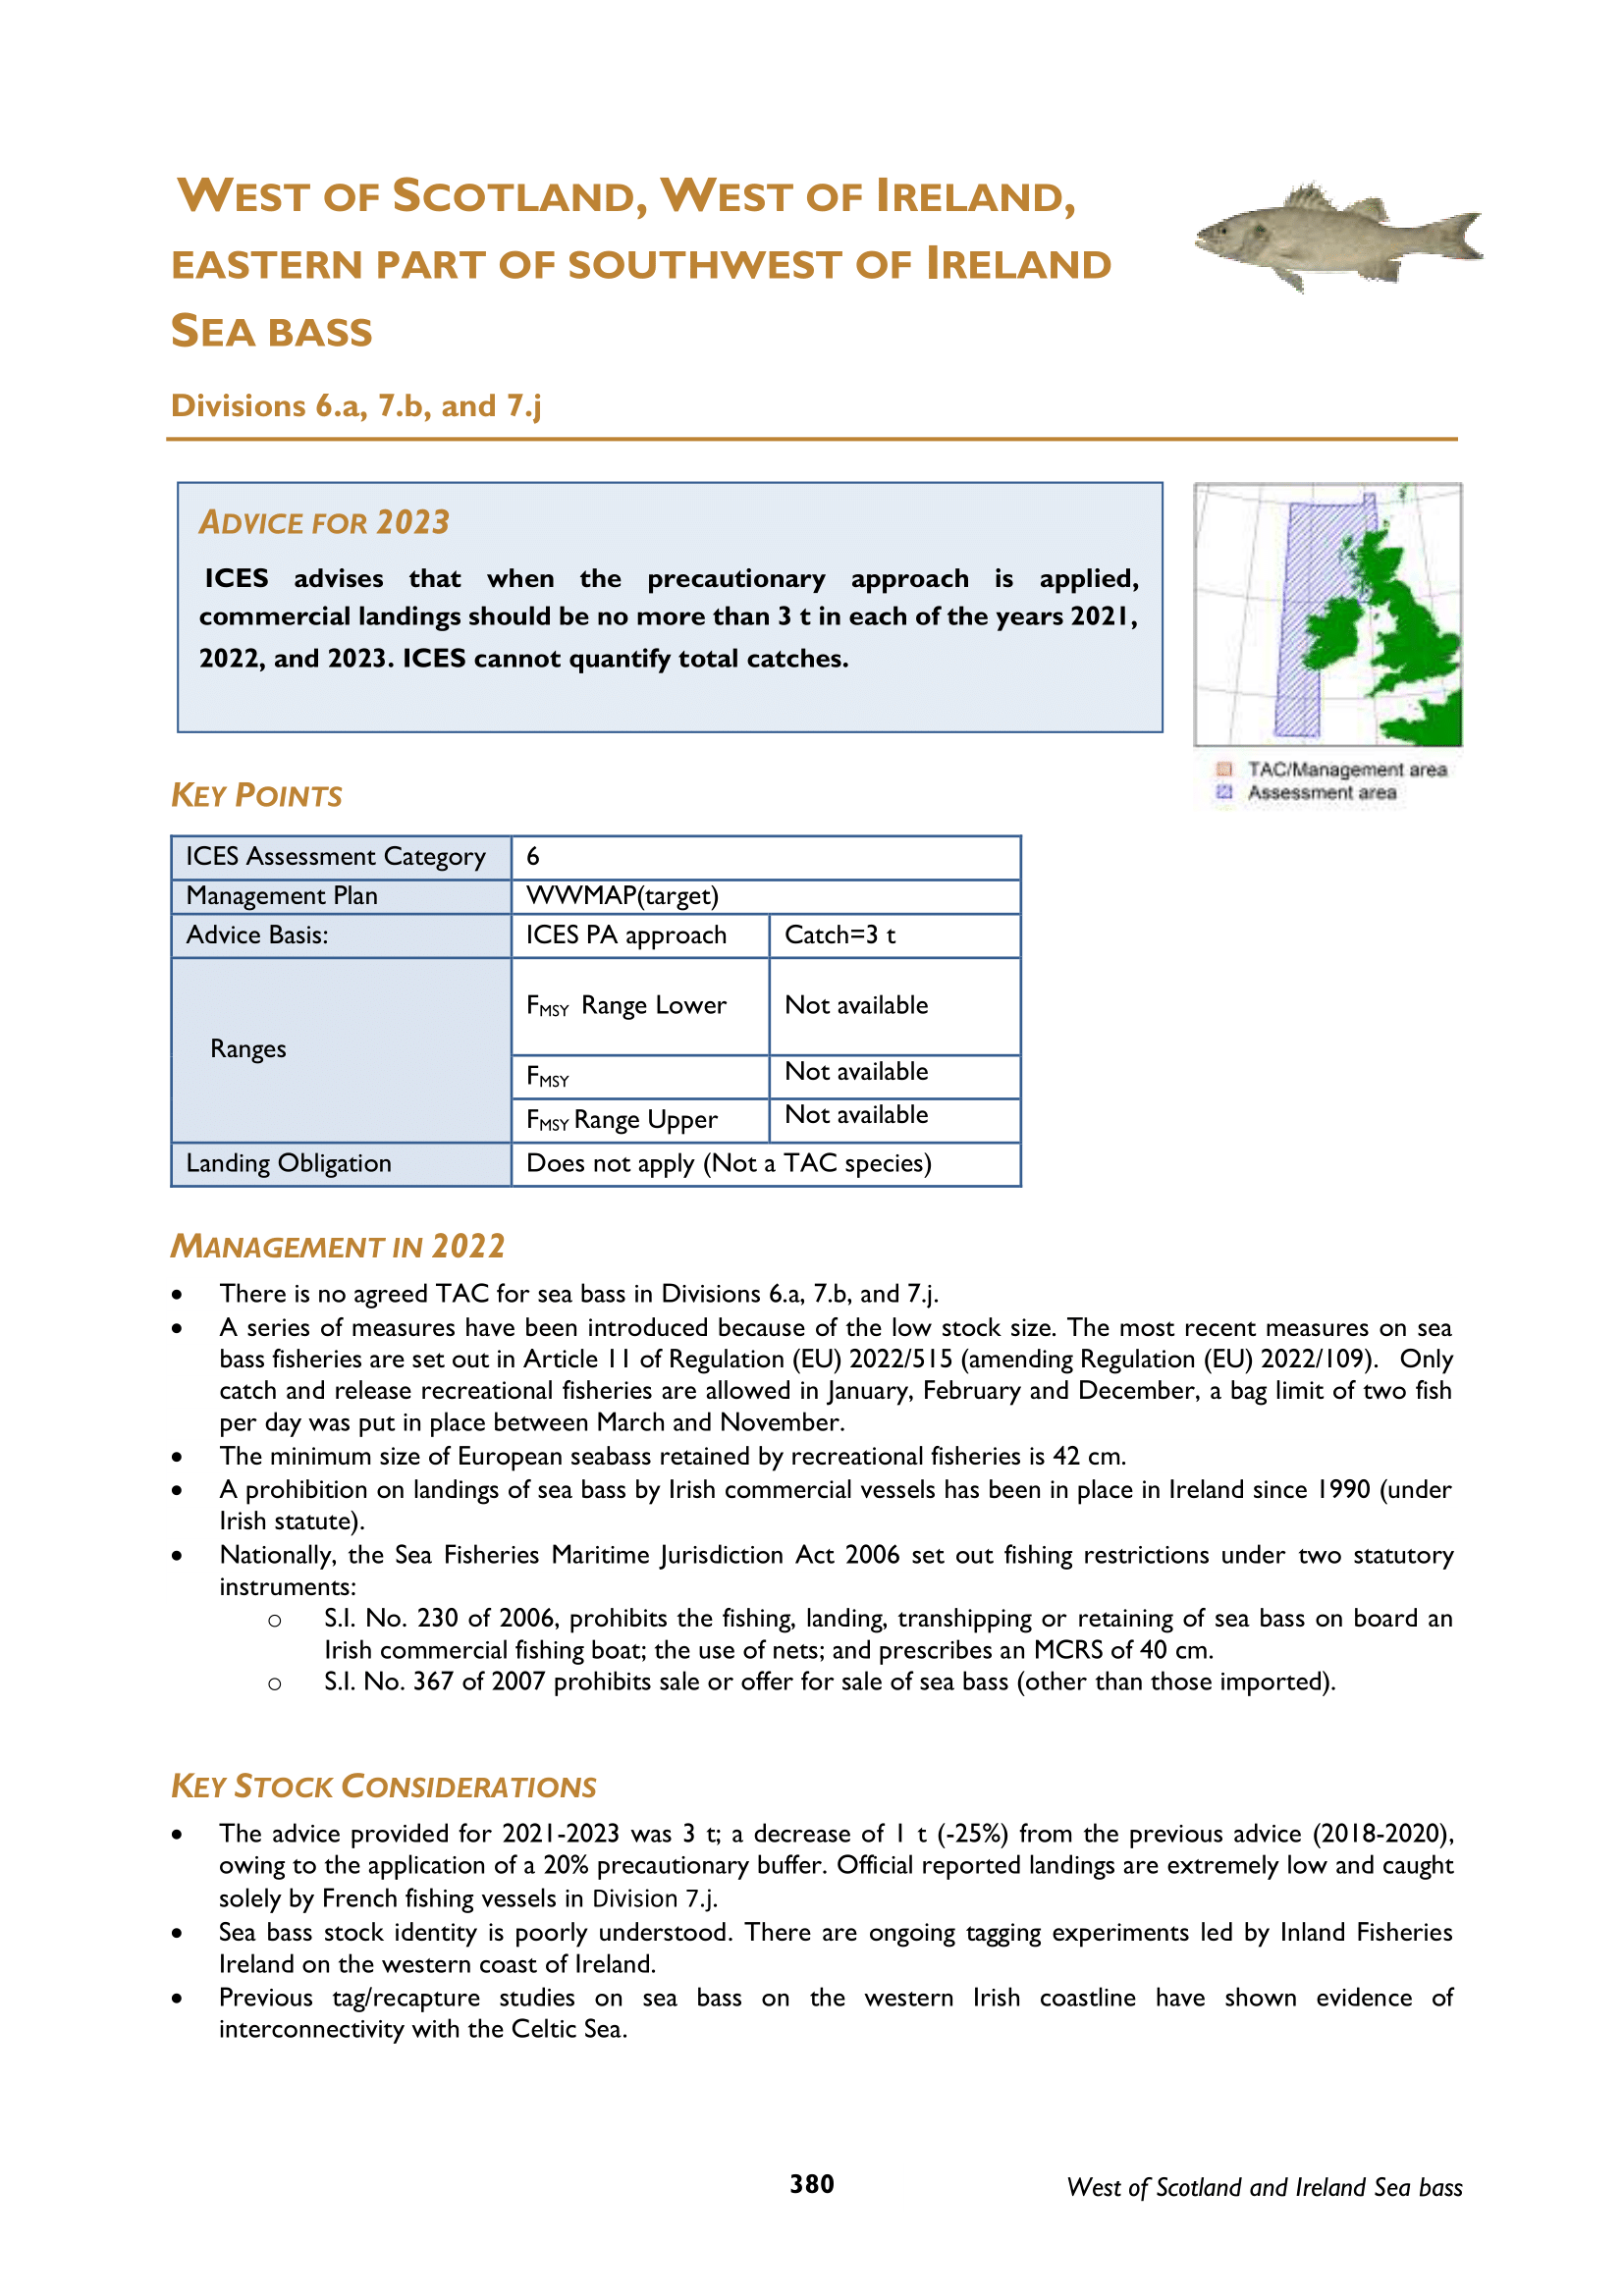 WEST OF SCOTLAND, WEST OF IRELAND,
EASTERN PART OF SOUTHWEST OF IRELAND
SEA BASS
Divisions 6.a, 7.b, and 7.j
ADVICE FOR 2023
ICES advises that when the precautionary approach is applied,
commercial landings should be no more than 3 t in each of the years 2021,
2022, and 2023. ICES cannot quantify total catches.
TAC/Management area
Assessment area
KEY POINTS
ICES Assessment Category 6
Management Plan WWMAP(target)
Advice Basis: ICES PA approach Catch=3 t
Ranges
FMSY Range Lower Not available
FMSY Not available
FMSY Range Upper Not available
Landing Obligation Does not apply (Not a TAC species)
MANAGEMENT IN 2022
• There is no agreed TAC for sea bass in Divisions 6.a, 7.b, and 7.j.
• A series of measures have been introduced because of the low stock size. The most recent measures on sea
bass fisheries are set out in Article 11 of Regulation (EU) 2022/515 (amending Regulation (EU) 2022/109). Only
catch and release recreational fisheries are allowed in January, February and December, a bag limit of two fish
per day was put in place between March and November.
• The minimum size of European seabass retained by recreational fisheries is 42 cm.
• A prohibition on landings of sea bass by Irish commercial vessels has been in place in Ireland since 1990 (under
Irish statute).
• Nationally, the Sea Fisheries Maritime Jurisdiction Act 2006 set out fishing restrictions under two statutory
instruments:
o S.I. No. 230 of 2006, prohibits the fishing, landing, transhipping or retaining of sea bass on board an
Irish commercial fishing boat; the use of nets; and prescribes an MCRS of 40 cm.
o S.I. No. 367 of 2007 prohibits sale or offer for sale of sea bass (other than those imported).
KEY STOCK CONSIDERATIONS
• The advice provided for 2021-2023 was 3 t; a decrease of 1 t (-25%) from the previous advice (2018-2020),
owing to the application of a 20% precautionary buffer. Official reported landings are extremely low and caught
solely by French fishing vessels in Division 7.j.
• Sea bass stock identity is poorly understood. There are ongoing tagging experiments led by Inland Fisheries
Ireland on the western coast of Ireland.
• Previous tag/recapture studies on sea bass on the western Irish coastline have shown evidence of
interconnectivity with the Celtic Sea.
380
West of Scotland and Ireland Sea bass